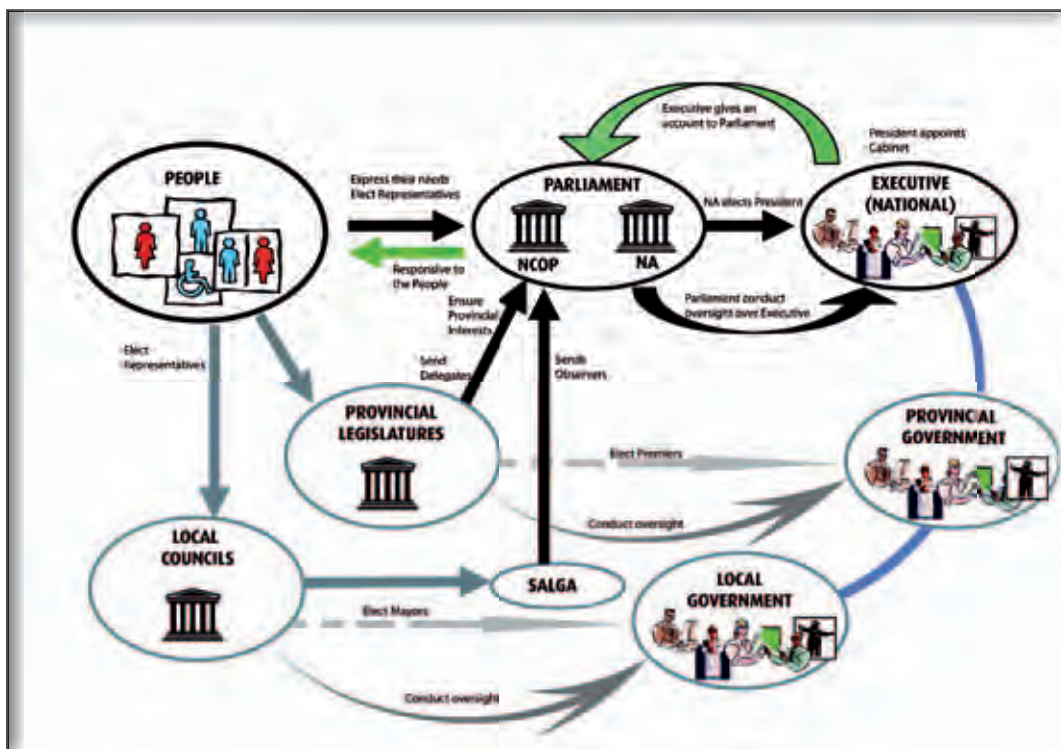 Executive gives an
account to Parliament
President appoints
Cabinet
PEOPLE
Express their needs
Elect Representatives
PARLIAMENT
NCOP
NA
NA elects President
EXECUTIVE
(NATIONAL)
Responsive to
the People
Ensure
Provincial
Interests
Parliament conduct
oversight over Executive
Elect
Representatives
Send
Delegates
Sends
Observers
PROVINCIAL
LEGISLATURES
PROVINCIAL
GOVERNMENT
Elect Premiers
Conduct oversight
LOCAL
COUNCILS
SALGA
LOCAL
GOVERNMENT
Elect Mayors
Conduct oversight